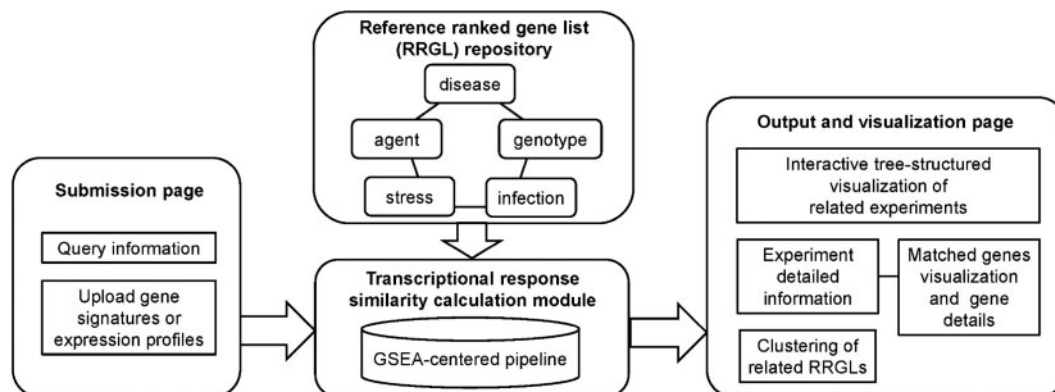 Submission page
Query information
Upload gene
signatures or
expression profiles
Reference ranked gene list
(RRGL) repository
disease
agent
genotype
stress
infection
Transcriptional response
similarity calculation module
GSEA-centered pipeline
Output and visualization page
Interactive tree-structured
visualization of
related experiments
Experiment
detailed
information
Matched genes
visualization
and gene
details
Clustering of
related RRGLs